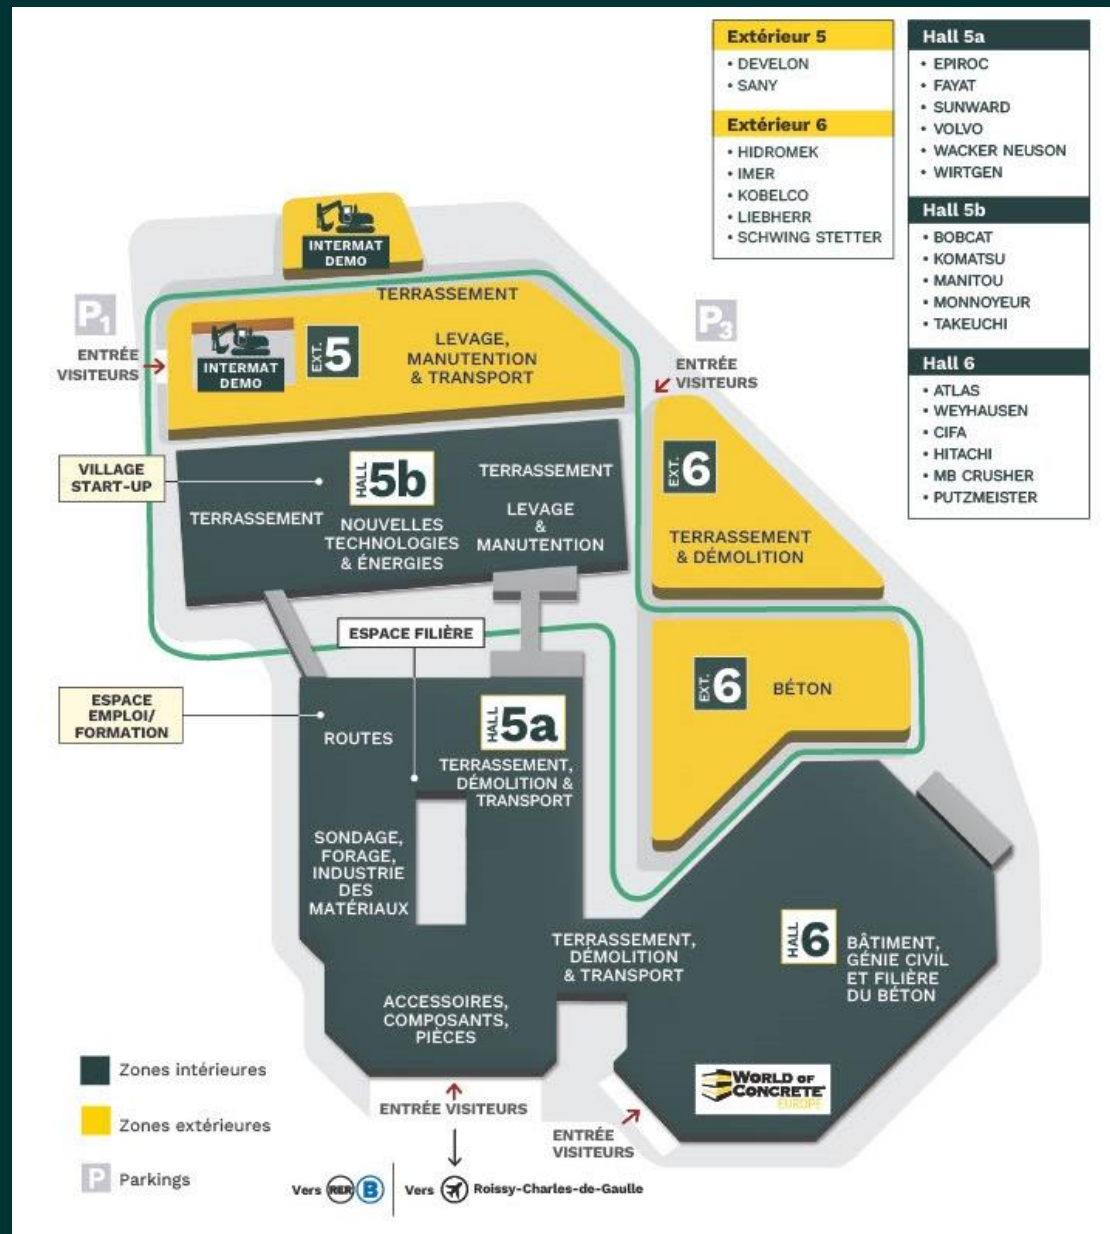 Extérieur 5
• DEVELON
• SANY
Extérieur 6
• HIDROMEK
• IMER
• KOBELCO
• LIEBHERR
• SCHWING STETTER
Hall 5a
• EPIROC
• FAYAT
• SUNWARD
• VOLVO
• WACKER NEUSON
• WIRTGEN
Hall 5b
• BOBCAT
• KOMATSU
• MANITOU
• MONNOYEUR
• TAKEUCHI
Hall 6
• ATLAS
• WEYHAUSEN
• CIFA
• HITACHI
• MB CRUSHER
• PUTZMEISTER
INTERMAT
DEMO
P1
ENTRÉE
VISITEURS
TERRASSEMENT
INTERMAT
DEMO
EXT. 5
LEVAGE,
MANUTENTION
& TRANSPORT
P3
ENTRÉE
VISITEURS
VILLAGE
START-UP
TERRASSEMENT
HALL 5b
NOUVELLES
TECHNOLOGIES
& ÉNERGIES
TERRASSEMENT
LEVAGE
&
MANUTENTION
EXT. 6
TERRASSEMENT
& DÉMOLITION
ESPACE FILIÈRE
EXT. 6
BÉTON
ESPACE
EMPLOI/
FORMATION
ROUTES
HALL 5a
TERRASSEMENT,
DÉMOLITION &
TRANSPORT
SONDAGE,
FORAGE,
INDUSTRIE
DES
MATÉRIAUX
TERRASSEMENT,
DÉMOLITION
& TRANSPORT
HALL 6
BÂTIMENT,
GÉNIE CIVIL
ET FILIÈRE
DU BÉTON
ACCESSOIRES,
COMPOSANTS,
PIÈCES
WORLD OF
CONCRETE
EUROPE
ENTRÉE VISITEURS
ENTRÉE
VISITEURS
Zones intérieures
Zones extérieures
P Parkings
Vers RER B
Vers Roissy-Charles-de-Gaulle